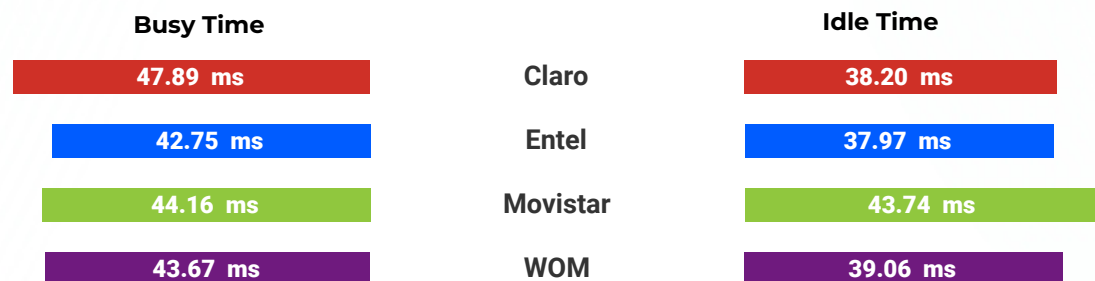 Busy Time Idle Time
47.89 ms Claro 38.20 ms
42.75 ms Entel 37.97 ms
44.16 ms Movistar 43.74 ms
43.67 ms WOM 39.06 ms